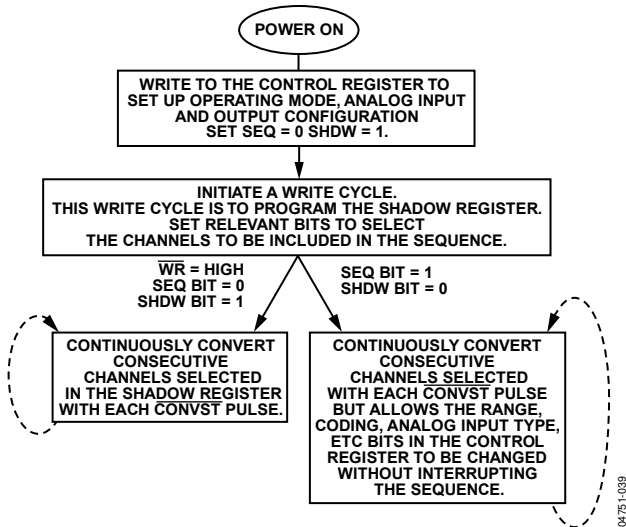 POWER ON
WRITE TO THE CONTROL REGISTER TO
SET UP OPERATING MODE, ANALOG INPUT
AND OUTPUT CONFIGURATION
SET SEQ = 0 SHDW = 1.
INITIATE A WRITE CYCLE.
THIS WRITE CYCLE IS TO PROGRAM THE SHADOW REGISTER.
SET RELEVANT BITS TO SELECT
THE CHANNELS TO BE INCLUDED IN THE SEQUENCE.
WR = HIGH
SEQ BIT = 0
SHDW BIT = 1
SEQ BIT = 1
SHDW BIT = 0
CONTINUOUSLY CONVERT
CONSECUTIVE
CHANNELS SELECTED
IN THE SHADOW REGISTER
WITH EACH CONVST PULSE.
CONTINUOUSLY CONVERT
CONSECUTIVE
CHANNELS SELECTED
WITH EACH CONVST PULSE
BUT ALLOWS THE RANGE,
CODING, ANALOG INPUT TYPE,
ETC BITS IN THE CONTROL
REGISTER TO BE CHANGED
WITHOUT INTERRUPTING
THE SEQUENCE.
04751-039